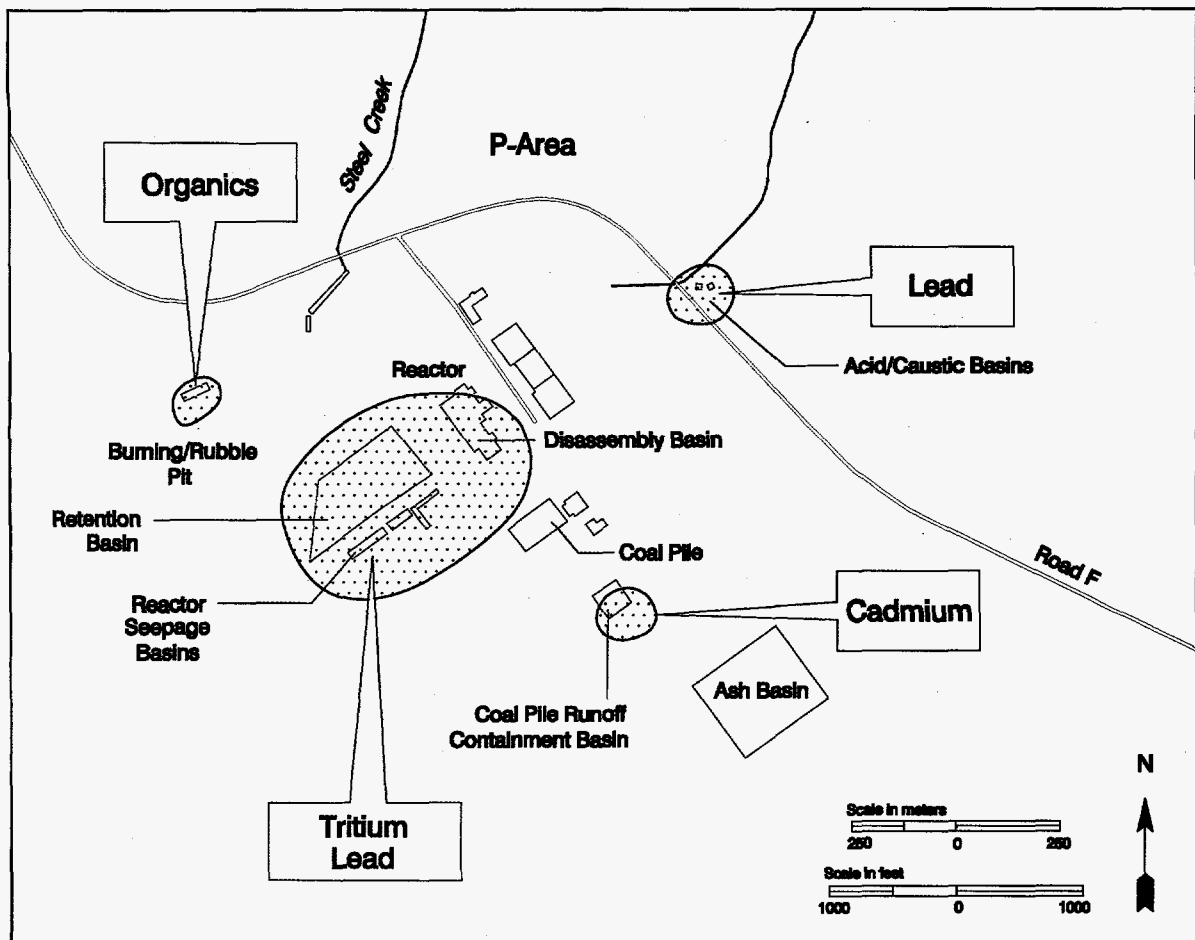 P-Area
Steel Creek
Organics
Lead
Acid/Caustic Basins
Reactor
Burning/Rubble
Pit
Disassembly Basin
Retention
Basin
Coal Pile
Road F
Reactor
Seepage
Basins
Cadmium
Ash Basin
Coal Pile Runoff
Containment Basin
Tritium
Lead
N
Scale in meters
250 0 250
Scale in feet
1000 0 1000